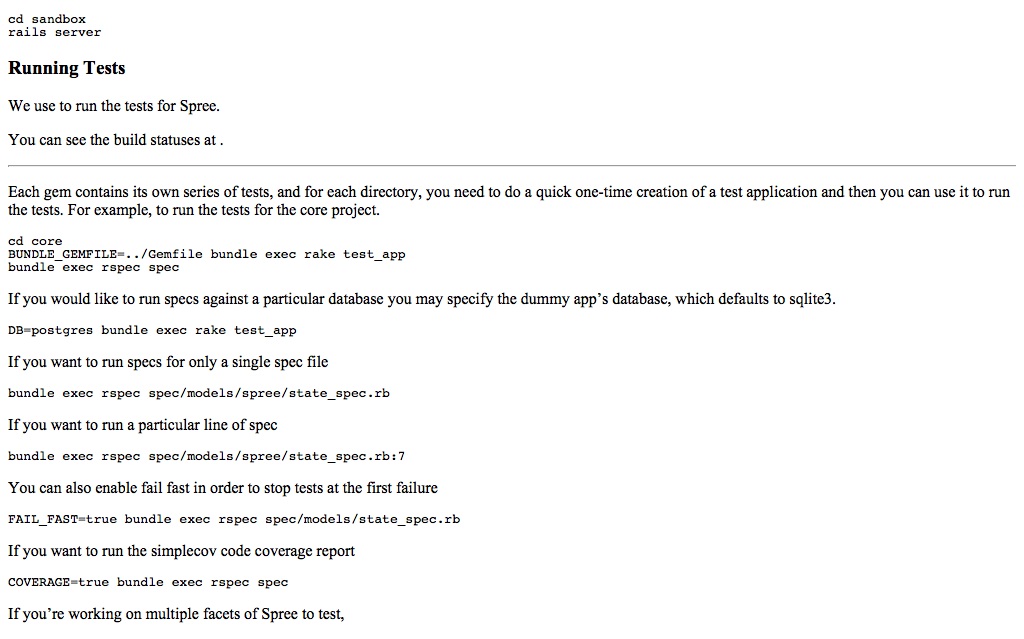 cd sandbox
rails server
Running Tests
We use to run the tests for Spree.
You can see the build statuses at .
Each gem contains its own series of tests, and for each directory, you need to do a quick one-time creation of a test application and then you can use it to run
the tests. For example, to run the tests for the core project.
cd core
BUNDLE_GEMFILE=../Gemfile bundle exec rake test_app
bundle exec rspec spec
If you would like to run specs against a particular database you may specify the dummy app’s database, which defaults to sqlite3.
DB=postgres bundle exec rake test_app
If you want to run specs for only a single spec file
bundle exec rspec spec/models/spree/state_spec.rb
If you want to run a particular line of spec
bundle exec rspec spec/models/spree/state_spec.rb:7
You can also enable fail fast in order to stop tests at the first failure
FAIL_FAST=true bundle exec rspec spec/models/state_spec.rb
If you want to run the simplecov code coverage report
COVERAGE=true bundle exec rspec spec
If you’re working on multiple facets of Spree to test,